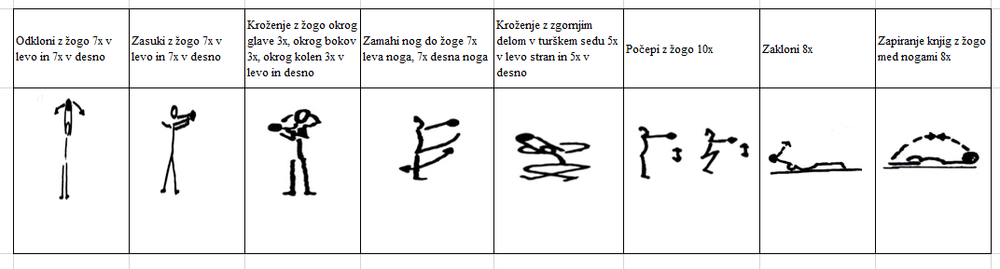 Odkloni z žogo 7x v
levo in 7x v desno
Zasuki z žogo 7x v
levo in 7x v desno
Kroženje z žogo okrog
glave 3x, okrog bokov
3x, okrog kolen 3x v
levo in desno
Zamahi nog do žoge 7x
leva noga, 7x desna noga
Kroženje z zgornjim
delom v turškem sedu 5x
v levo stran in 5x v
desno
Počepi z žogo 10x
Zakloni 8x
Zapiranje knjig z žogo
med nogami 8x